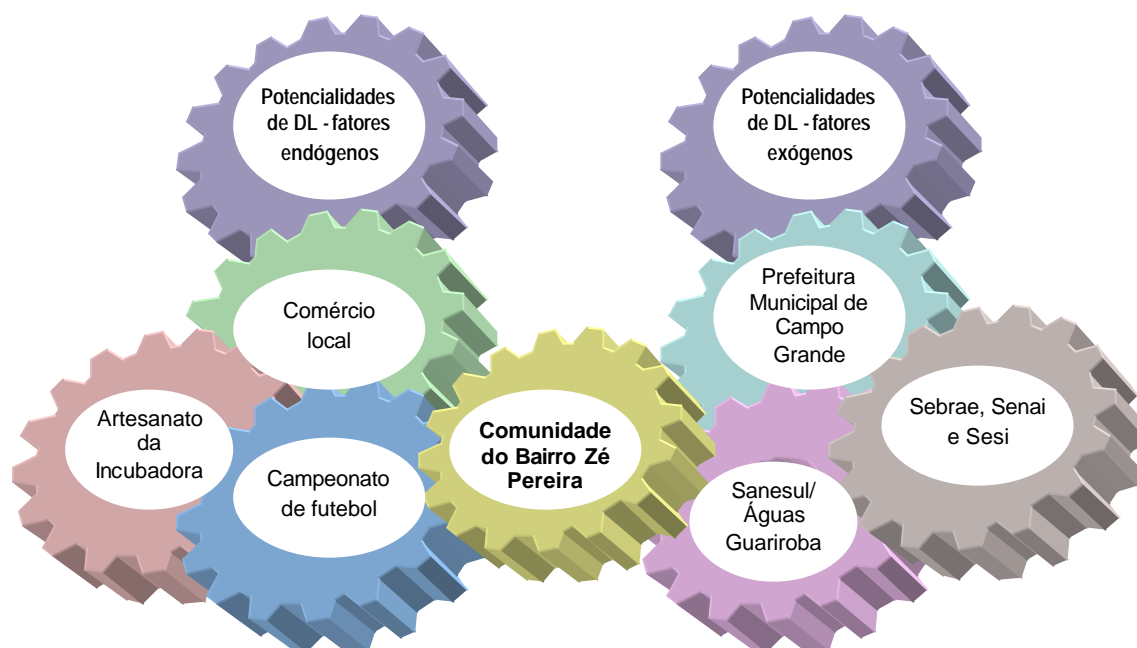 Potencialidades
de DL - fatores
endógenos
Potencialidades
de DL - fatores
exógenos
Comércio
local
Prefeitura
Municipal de
Campo
Grande
Artesanato
da
Incubadora
Campeonato
de futebol
Comunidade
do Bairro Zé
Pereira
Sanesul/
Águas
Guariroba
Sebrae, Senai
e Sesi